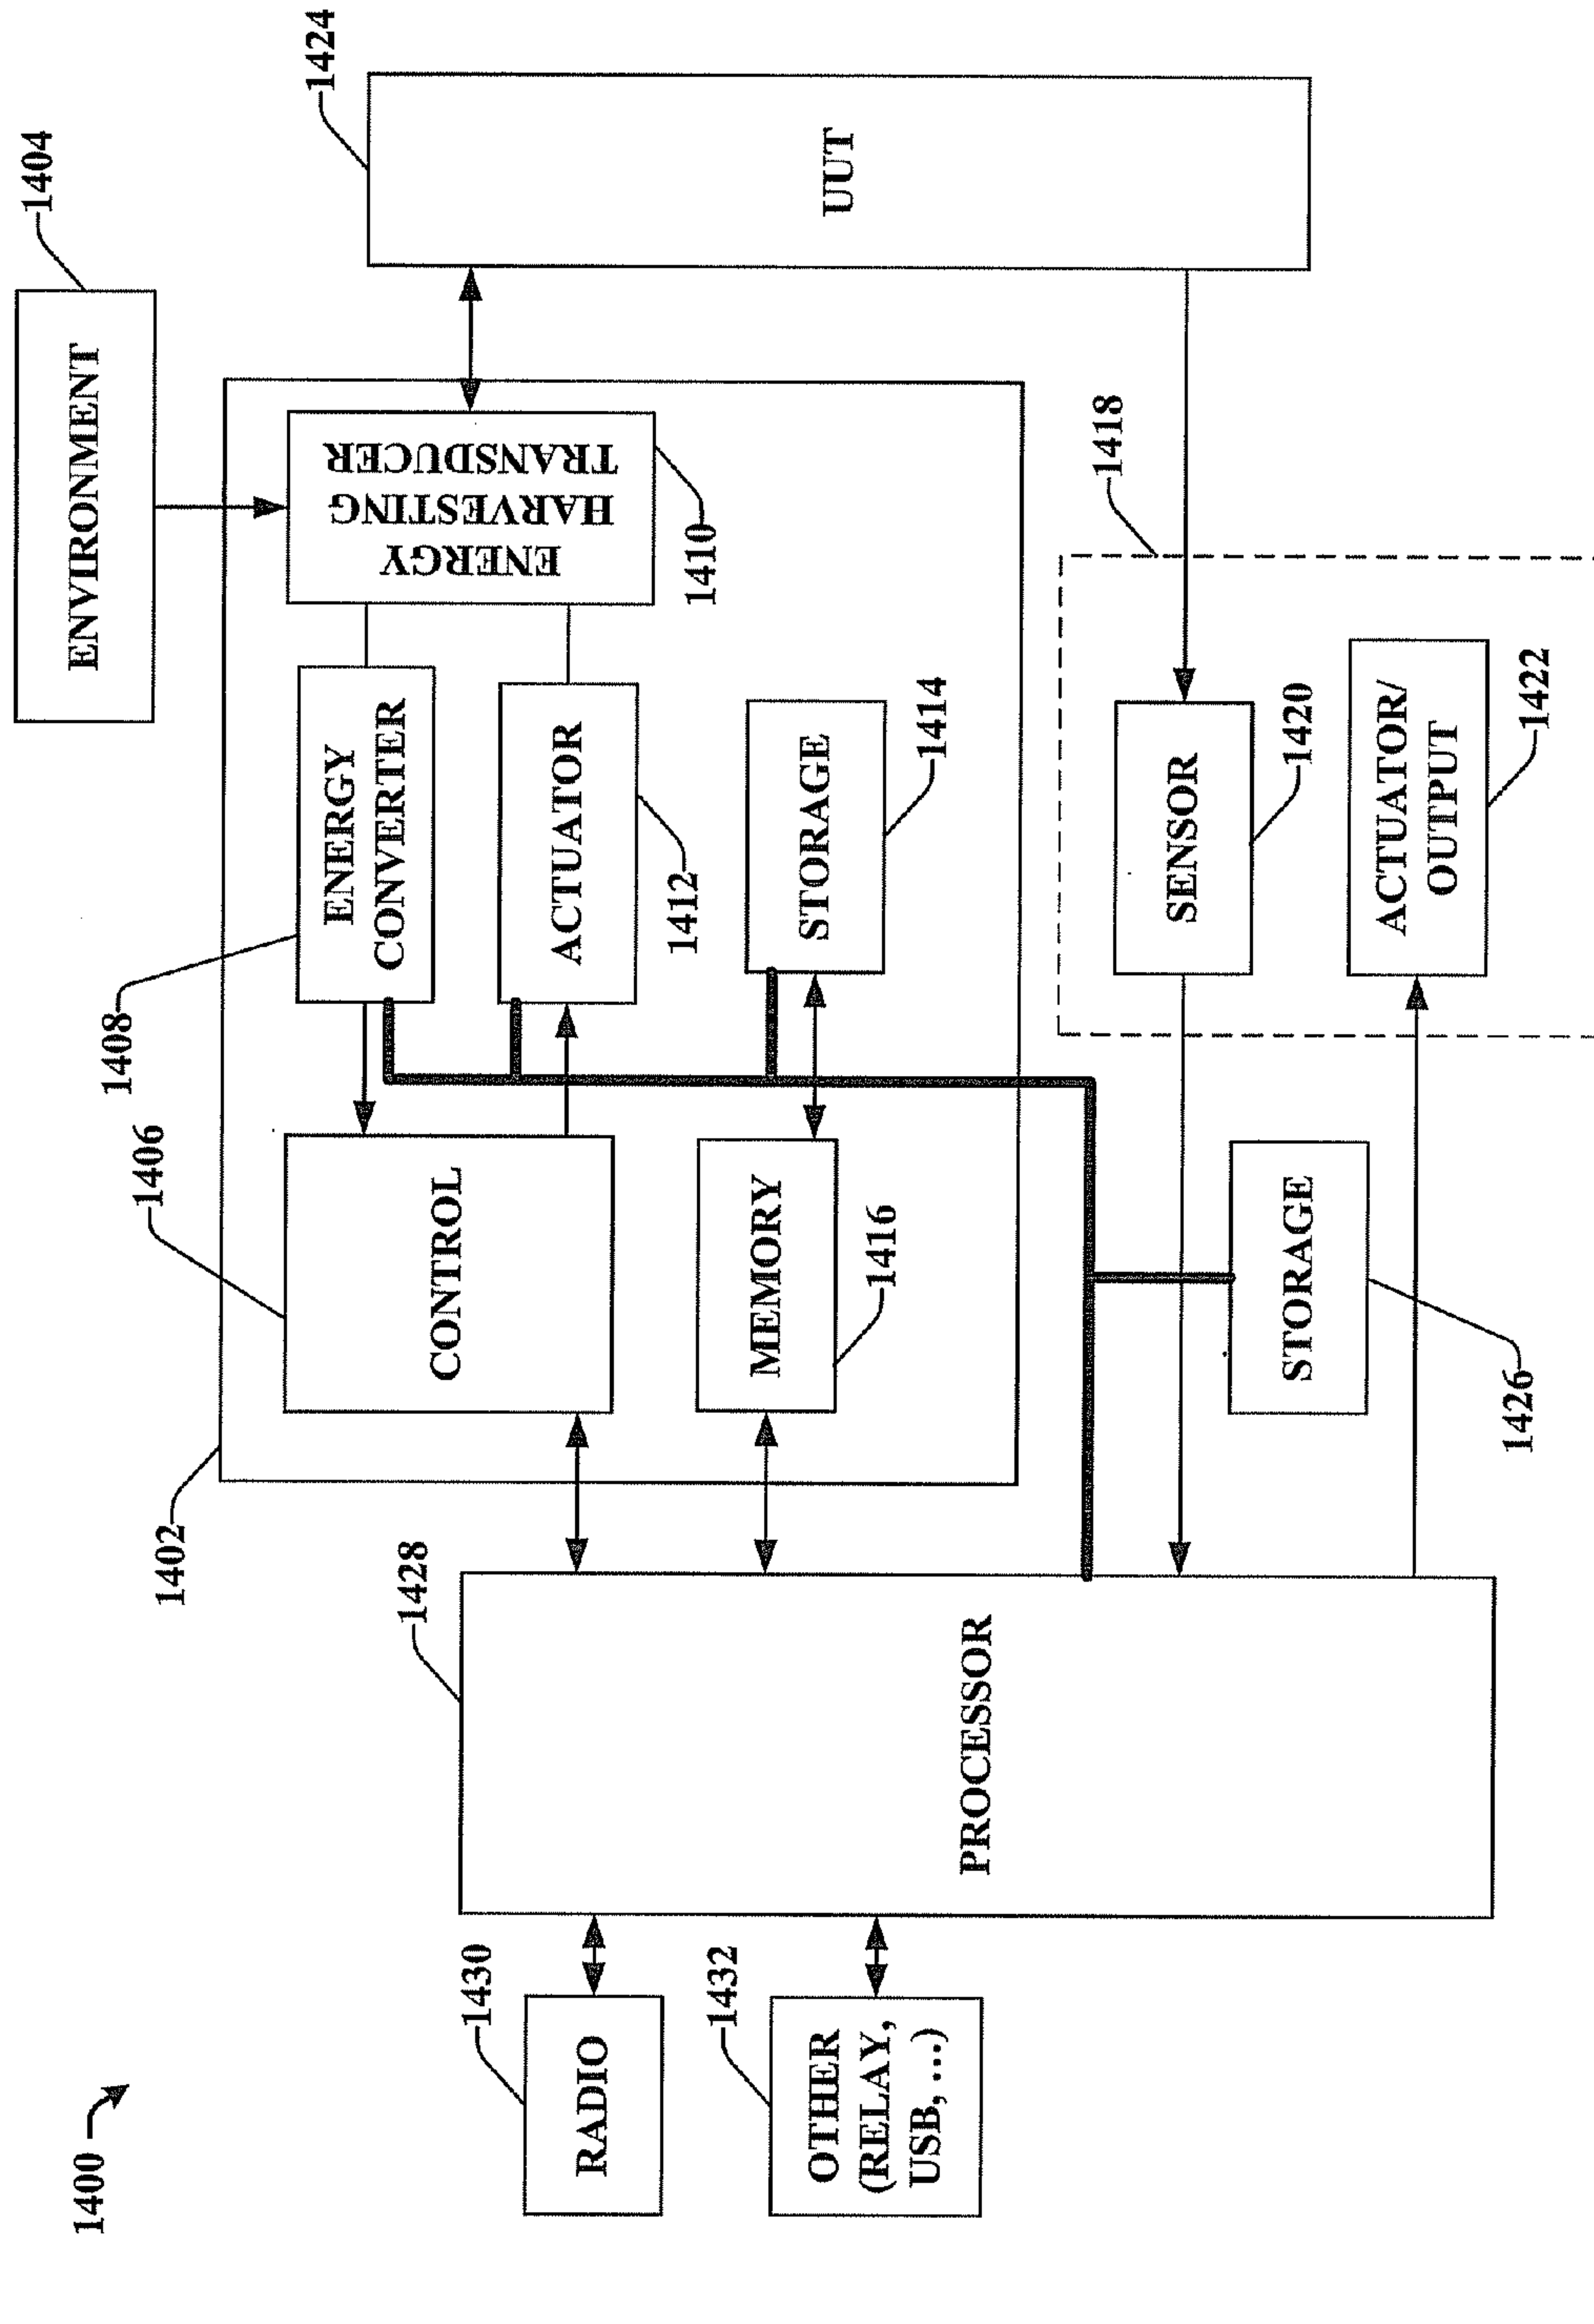 1400
1404
ENVIRONMENT
1402
1406
CONTROL
1408
ENERGY
CONVERTER
ENERGY
HARVESTING
TRANSDUCER
1410
ACTUATOR
1412
MEMORY
1416
STORAGE
1414
1424
UUT
1428
PROCESSOR
1430
RADIO
1432
OTHER
(RELAY,
USB, ...)
1418
SENSOR
1420
ACTUATOR/
OUTPUT
1422
STORAGE
1426